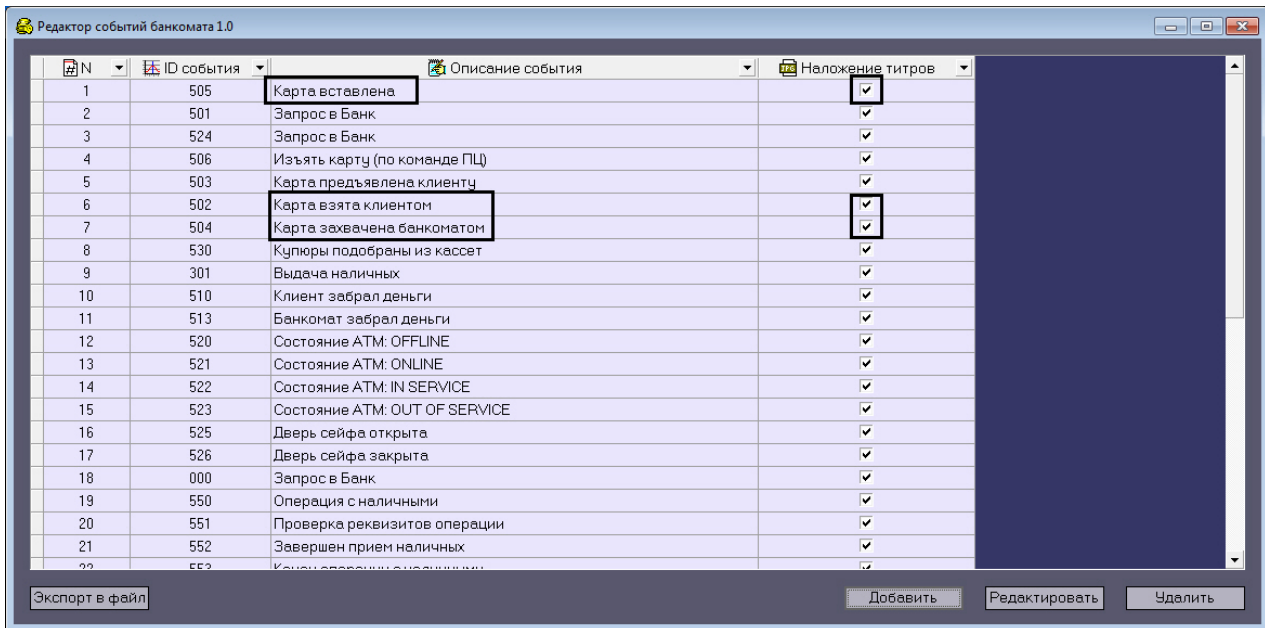 Редактор событий банкомата 1.0
N ID события Описание события Наложение титров
1 505 Карта вставлена
2 501 Запрос в Банк
3 524 Запрос в Банк
4 506 Изъять карту (по команде ПЦ)
5 503 Карта предъявлена клиенту
6 502 Карта взята клиентом
7 504 Карта захвачена банкоматом
8 530 Купюры подобраны из кассет
9 301 Выдача наличных
10 510 Клиент забрал деньги
11 513 Банкомат забрал деньги
12 520 Состояние ATM: OFFLINE
13 521 Состояние ATM: ONLINE
14 522 Состояние ATM: IN SERVICE
15 523 Состояние ATM: OUT OF SERVICE
16 525 Дверь сейфа открыта
17 526 Дверь сейфа закрыта
18 000 Запрос в Банк
19 550 Операция с наличными
20 551 Проверка реквизитов операции
21 552 Завершен прием наличных
Экспорт в файл Добавить Редактировать Удалить